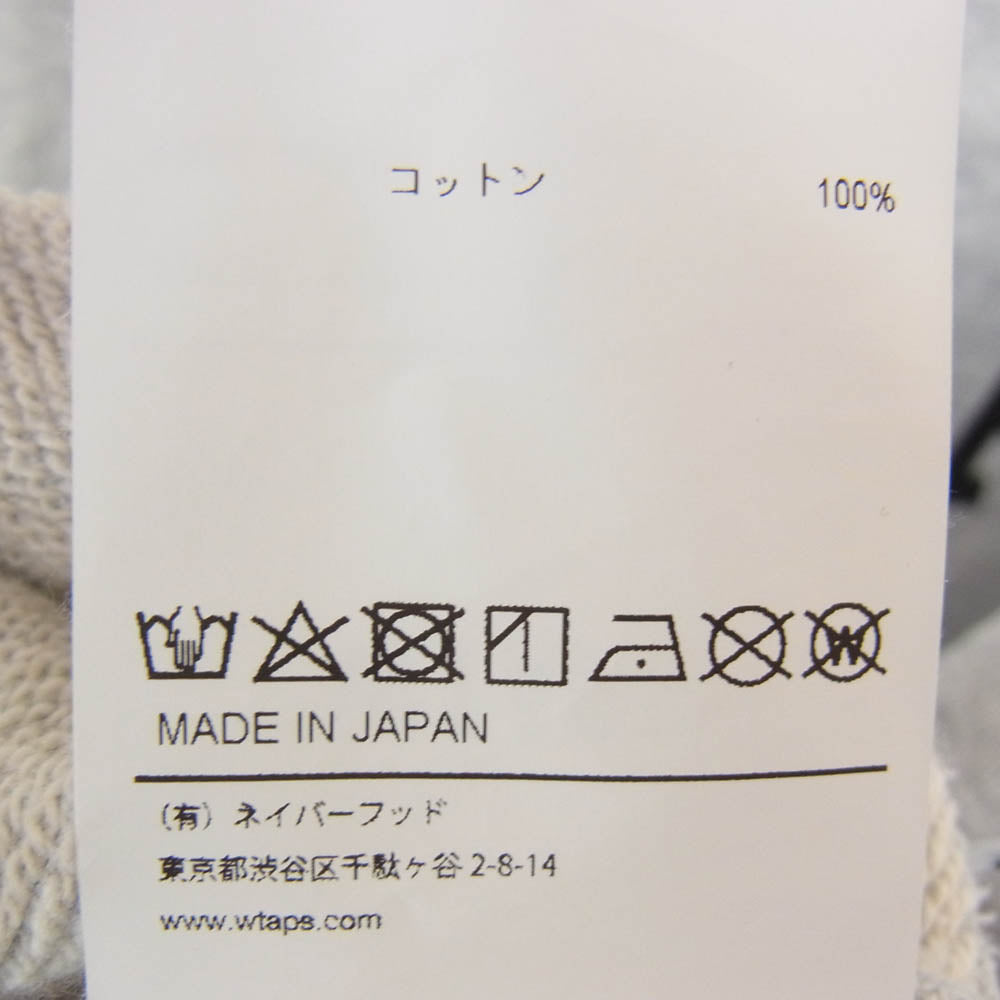 コットン 100%
W
MADE IN JAPAN
(有) ネイバーフッド
東京都渋谷区千駄ヶ谷 2-8-14
www.wtaps.com